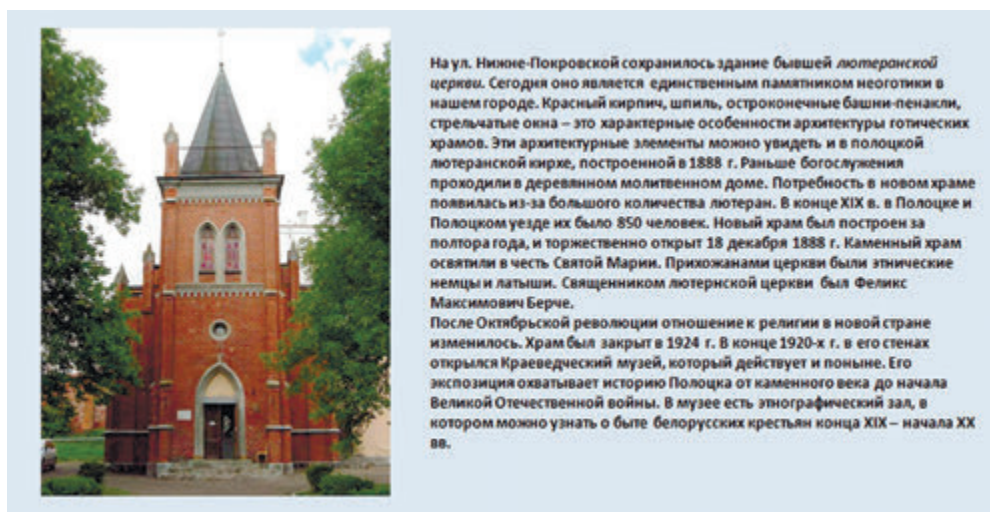 На ул. Нижне-Покровской сохранилось здание бывшей лютеранской
церкви. Сегодня оно является единственным памятником неоготики в
нашем городе. Красный кирпич, шпиль, остроконечные башни-пенакли,
стрельчатые окна – это характерные особенности архитектуры готических
храмов. Эти архитектурные элементы можно увидеть и в полоцкой
лютеранской кирхе, построенной в 1888 г. Раньше богослужения
проходили в деревянном молитвенном доме. Потребность в новом храме
появилась из-за большого количества лютеран. В конце XIX в. в Полоцке и
Полоцком уезде их было 850 человек. Новый храм был построен за
полтора года, и торжественно открыт 18 декабря 1888 г. Каменный храм
освятили в честь Святой Марии. Прихожанами церкви были этнические
немцы и латыши. Священником лютернской церкви был Феликс
Максимович Берче.
После Октябрьской революции отношение к религии в новой стране
изменилось. Храм был закрыт в 1924 г. В конце 1920-х г. в его стенах
открылся Краеведческий музей, который действует и поныне. Его
экспозиция охватывает историю Полоцка от каменного века до начала
Великой Отечественной войны. В музее есть этнографический зал, в
котором можно узнать о быте белорусских крестьян конца XIX – начала XX
вв.